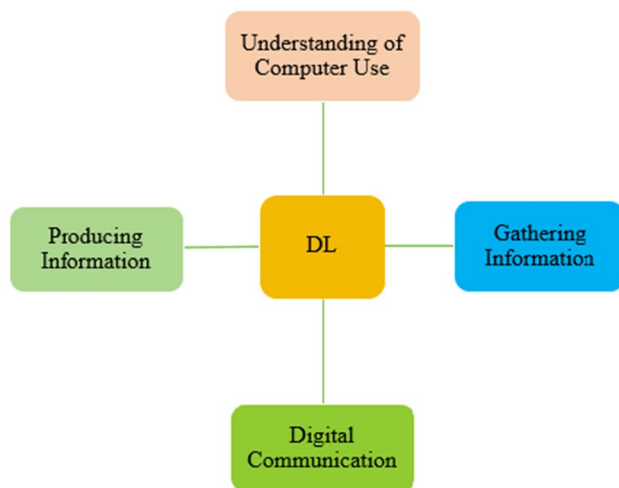 Understanding of
Computer Use
Producing
Information
DL
Gathering
Information
Digital
Communication